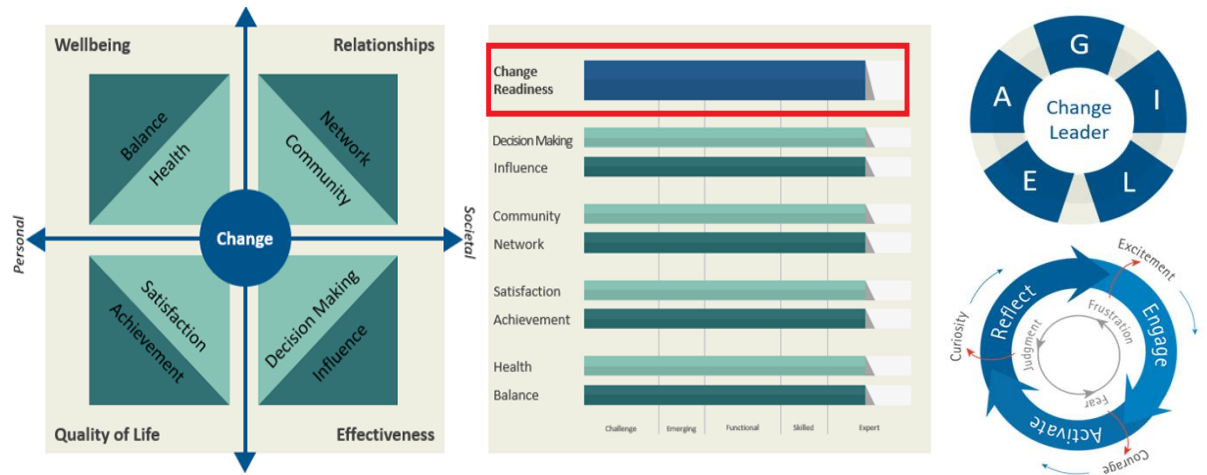 Wellbeing
Relationships
Balance
Health
Network
Community
Personal
Change
Societal
Satisfaction
Achievement
Decision Making
Influence
Quality of Life
Effectiveness
Change
Readiness
Decision Making
Influence
Community
Network
Satisfaction
Achievement
Health
Balance
Challenge
Emerging
Functional
Skilled
Expert
A
G
I
L
E
Change
Leader
Excitement
Reflect
Engage
Curiosity
Judgment
Frustration
Fear
Activate
Courage